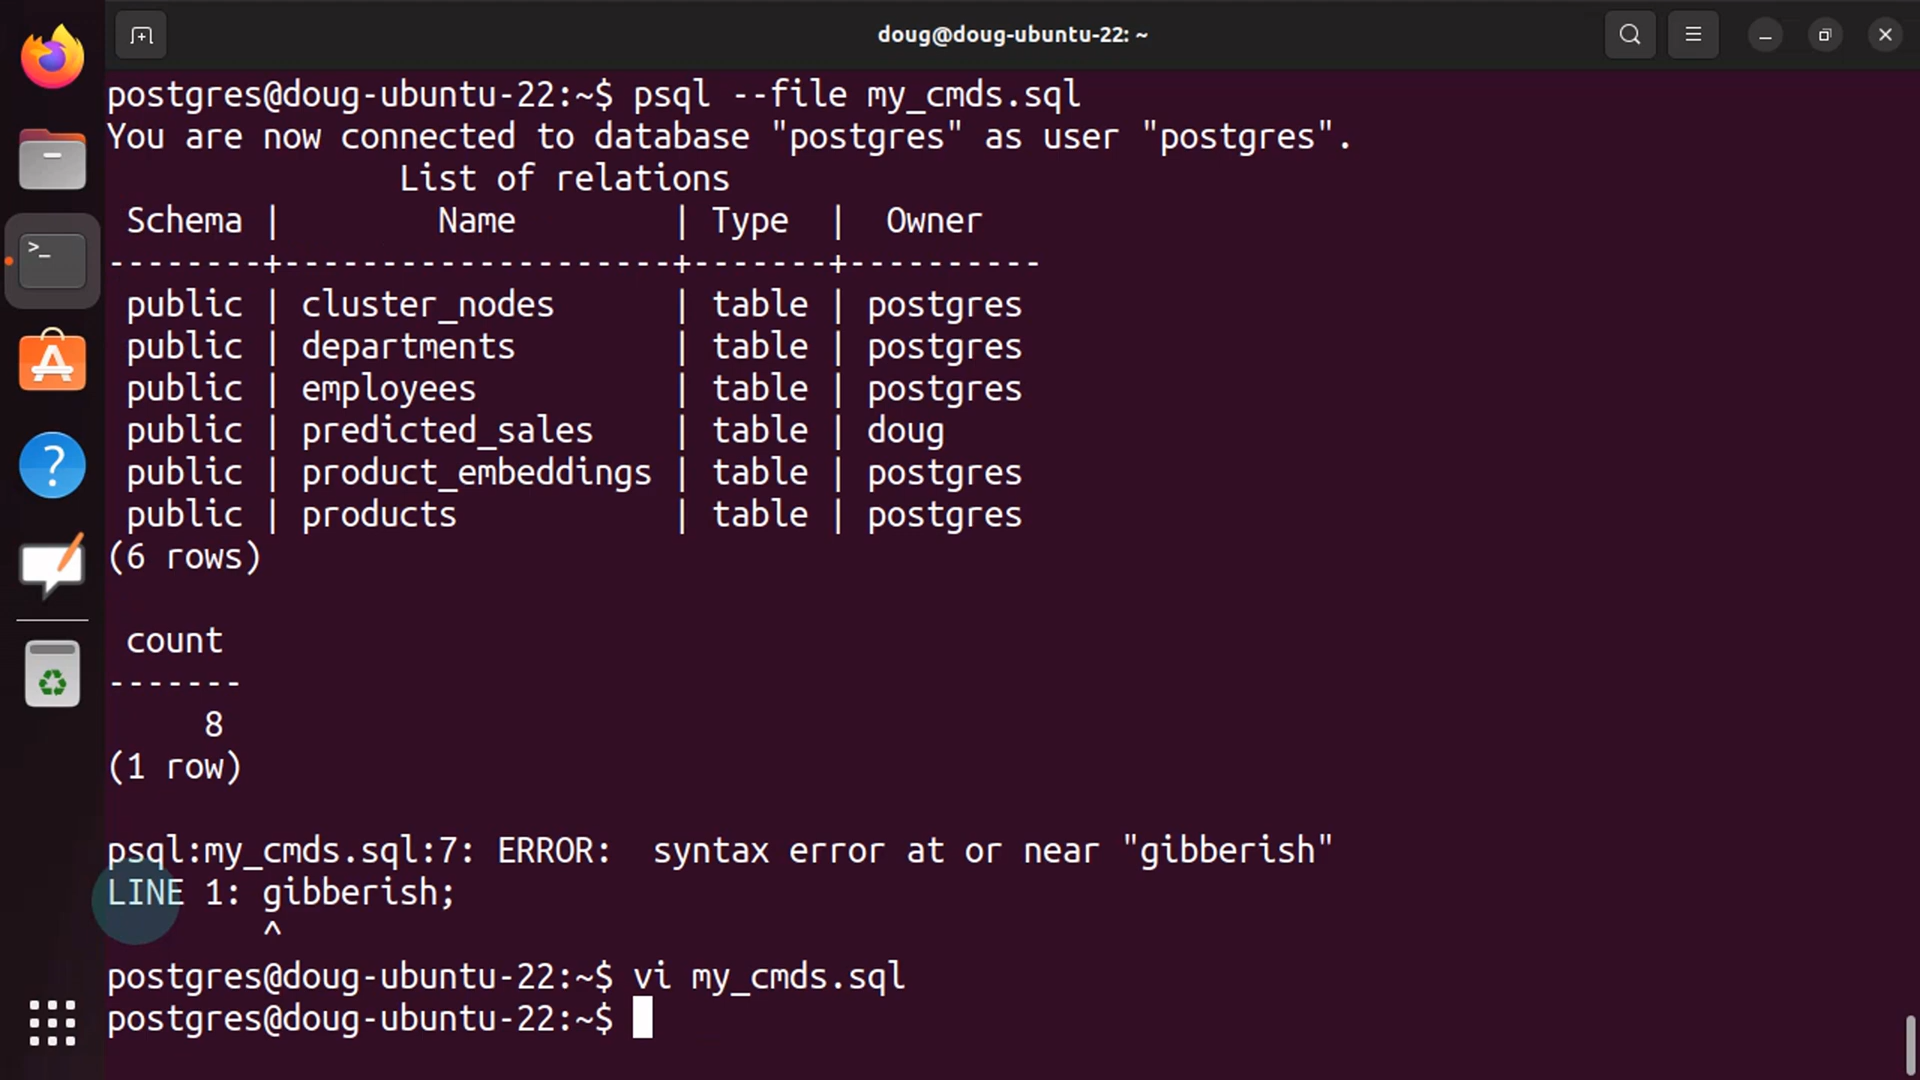 doug@doug-ubuntu-22: ~
postgres@doug-ubuntu-22:~$ psql --file my_cmds.sql
You are now connected to database "postgres" as user "postgres".
               List of relations
 Schema |        Name        | Type  |  Owner
--------+--------------------+-------+----------
 public | cluster_nodes      | table | postgres
 public | departments        | table | postgres
 public | employees          | table | postgres
 public | predicted_sales    | table | doug
 public | product_embeddings | table | postgres
 public | products           | table | postgres
(6 rows)

 count
-------
     8
(1 row)

psql:my_cmds.sql:7: ERROR:  syntax error at or near "gibberish"
LINE 1: gibberish;
        ^
postgres@doug-ubuntu-22:~$ vi my_cmds.sql
postgres@doug-ubuntu-22:~$